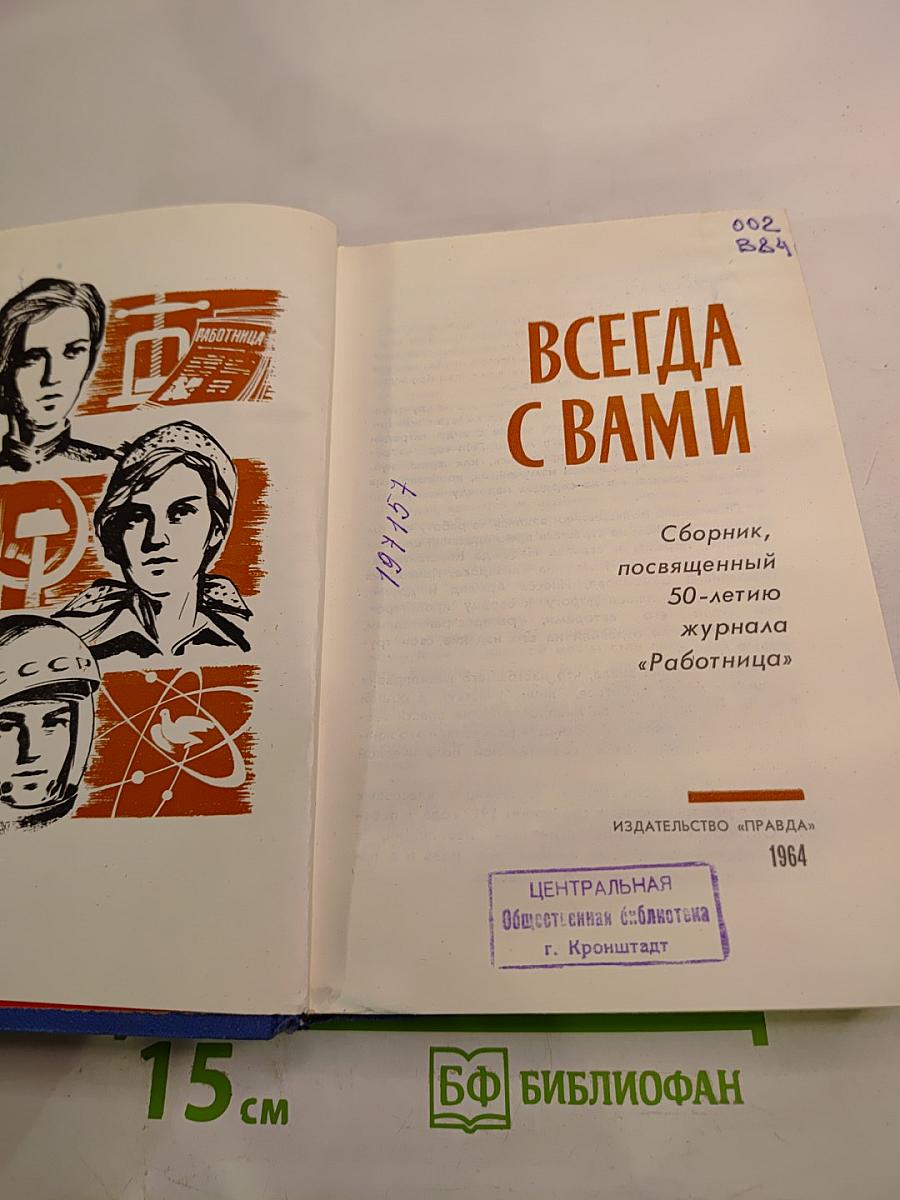 РАБОТНИЦА
СССР
002
В84
ВСЕГДА
С ВАМИ
197157
Сборник,
посвященный
50-летию
журнала
«Работница»
ИЗДАТЕЛЬСТВО «ПРАВДА»
1964
ЦЕНТРАЛЬНАЯ
Общественная библиотека
г. Кронштадт
15 см
БФ БИБЛИОФАН